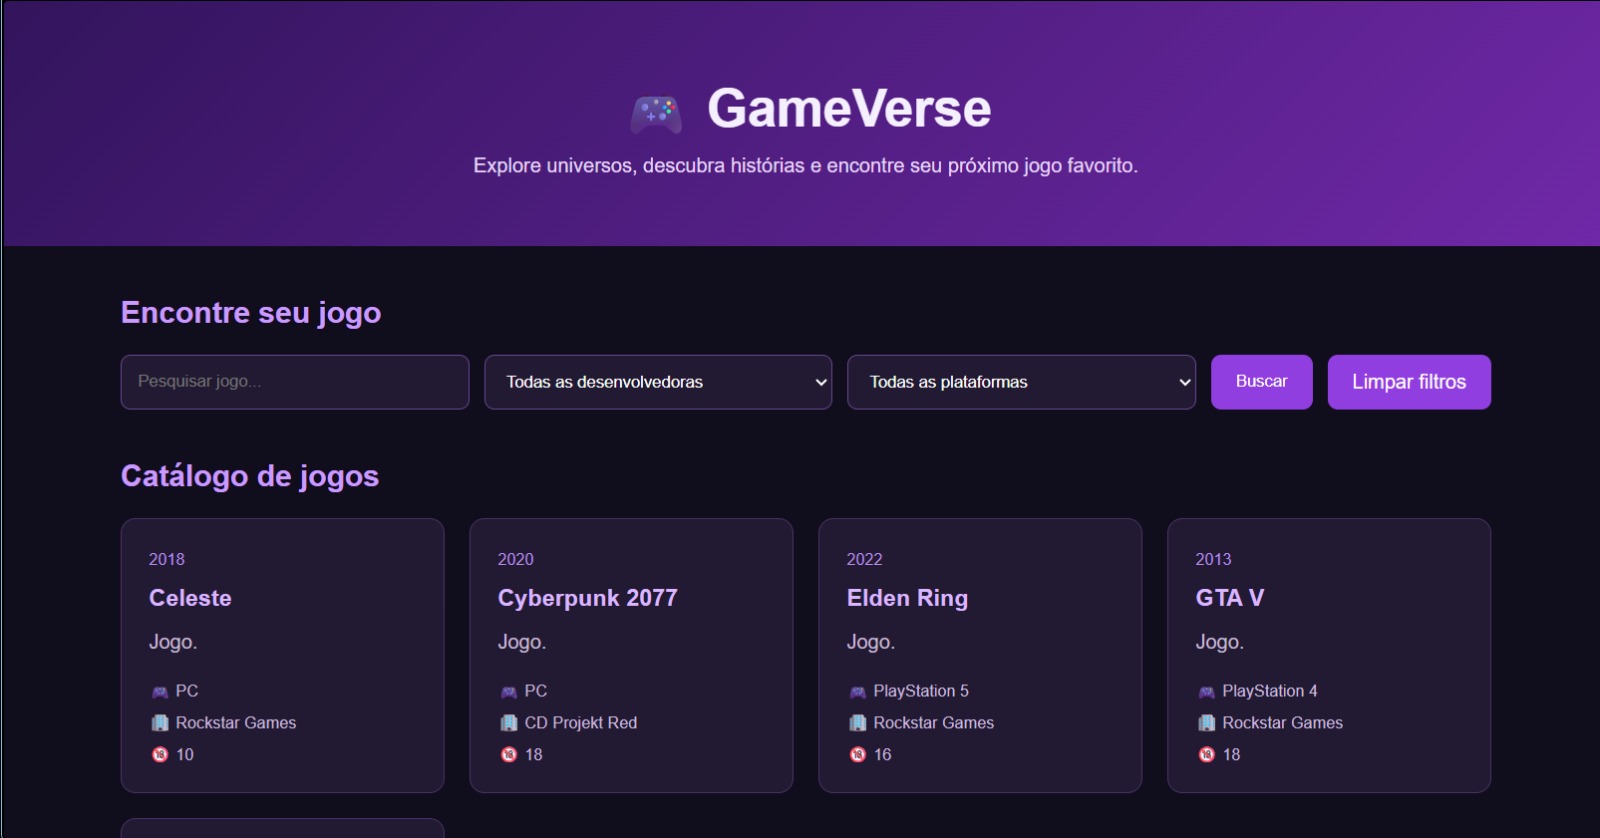 GameVerse
Explore universos, descubra histórias e encontre seu próximo jogo favorito.
Encontre seu jogo
Pesquisar jogo...
Todas as desenvolvedoras
Todas as plataformas
Buscar
Limpar filtros
Catálogo de jogos
2018
Celeste
Jogo.
PC
Rockstar Games
10
2020
Cyberpunk 2077
Jogo.
PC
CD Projekt Red
18
2022
Elden Ring
Jogo.
PlayStation 5
Rockstar Games
16
2013
GTA V
Jogo.
PlayStation 4
Rockstar Games
18